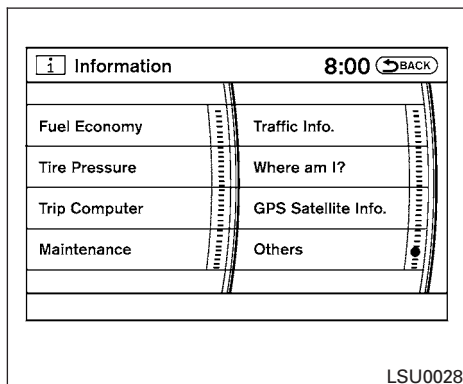 i Information 8:00 BACK
Fuel Economy
Traffic Info.
Tire Pressure
Where am I?
Trip Computer
GPS Satellite Info.
Maintenance
Others
LSU0028